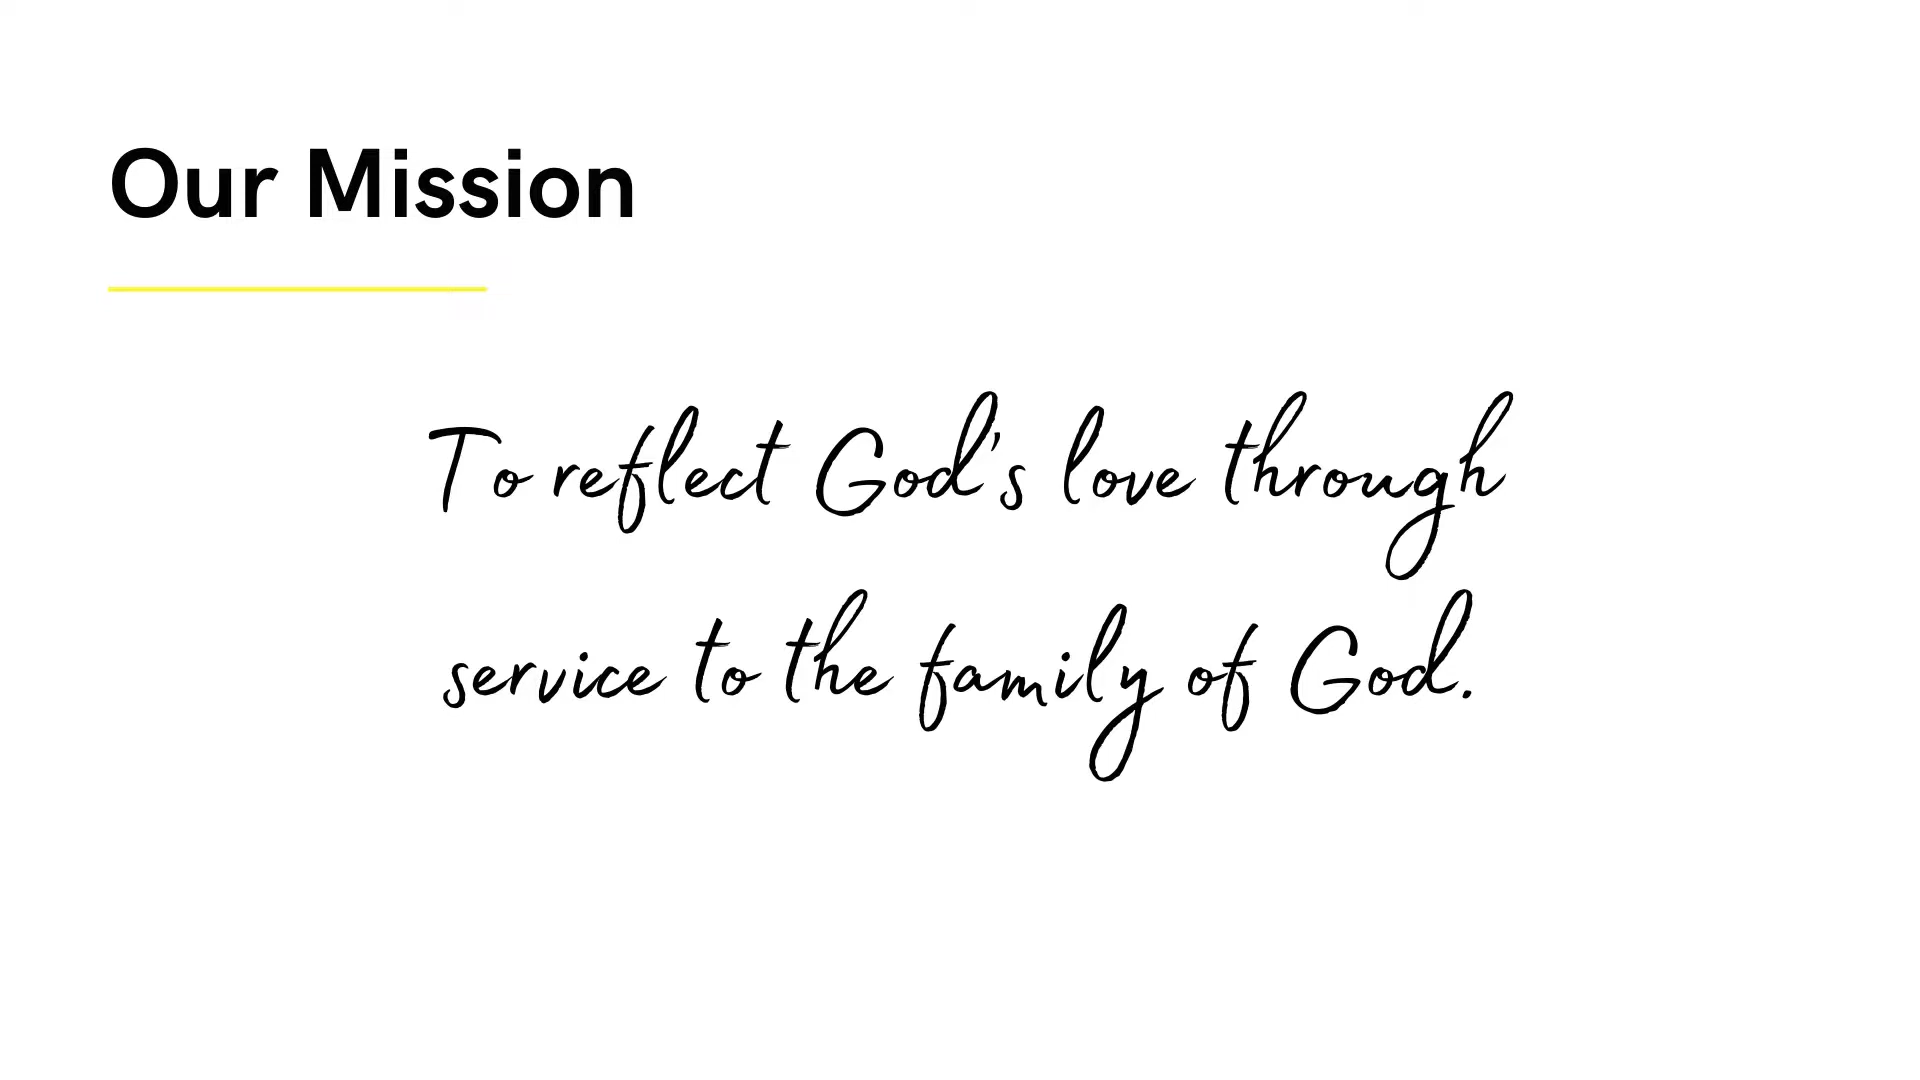 Our Mission
To reflect God's love through
service to the family of God.